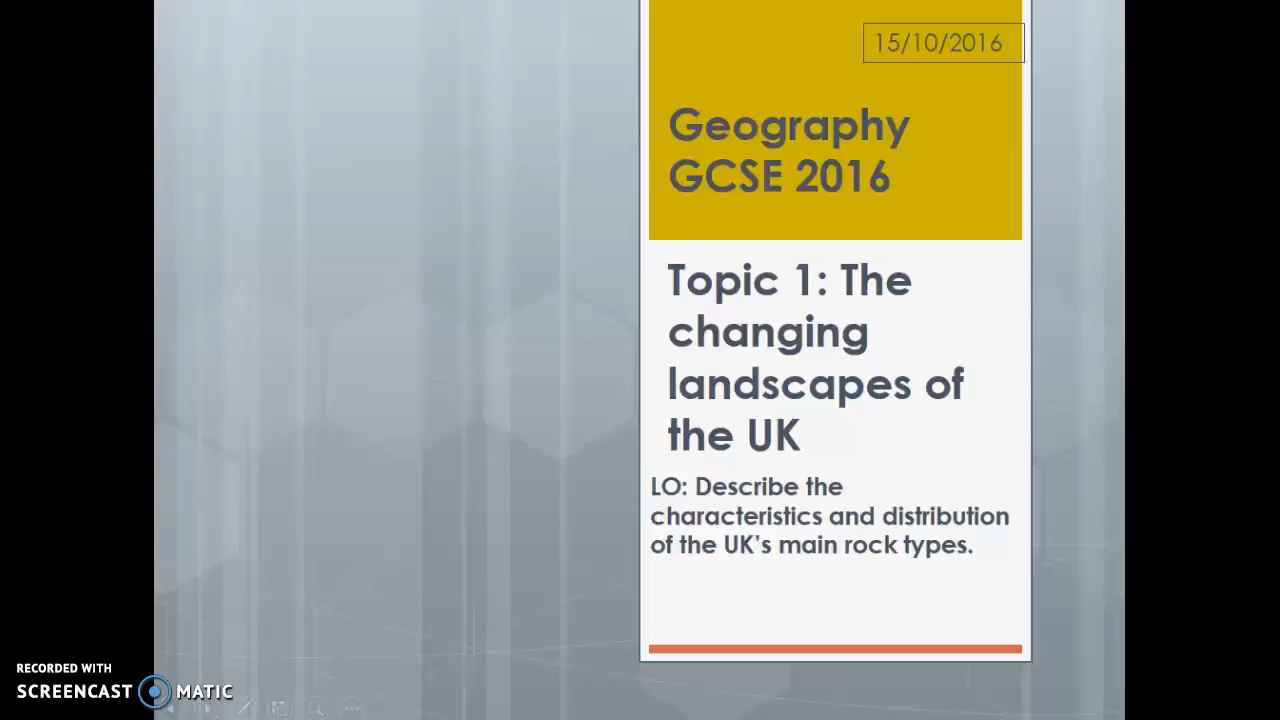 15/10/2016
Geography
GCSE 2016
Topic 1: The
changing
landscapes of
the UK
LO: Describe the
characteristics and distribution
of the UK's main rock types.
RECORDED WITH
SCREENCAST MATIC